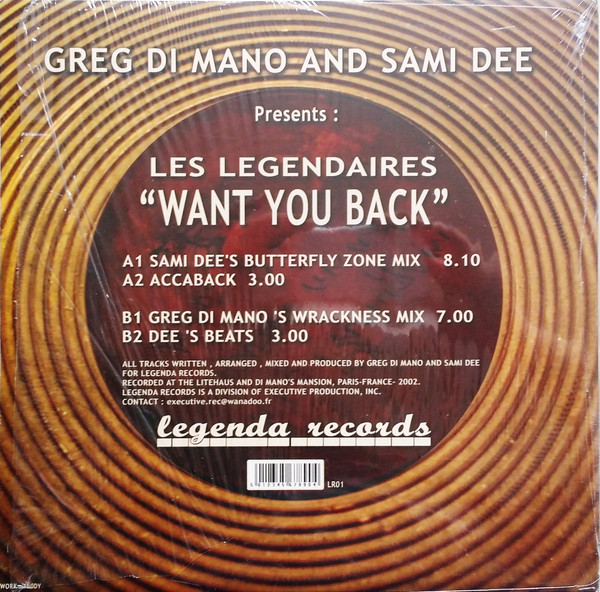 GREG DI MANO AND SAMI DEE
Presents :
LES LEGENDAIRES
“WANT YOU BACK”
A1 SAMI DEE'S BUTTERFLY ZONE MIX 8.10
A2 ACCABACK 3.00
B1 GREG DI MANO 'S WRACKNESS MIX 7.00
B2 DEE 'S BEATS 3.00
ALL TRACKS WRITTEN , ARRANGED , MIXED AND PRODUCED BY GREG DI MANO AND SAMI DEE
FOR LEGENDA RECORDS.
RECORDED AT THE LITEHAUS AND DI MANO'S MANSION, PARIS-FRANCE- 2002.
LEGENDA RECORDS IS A DIVISION OF EXECUTIVE PRODUCTION, INC.
CONTACT : executive.rec@wanadoo.fr
legenda records
LR01